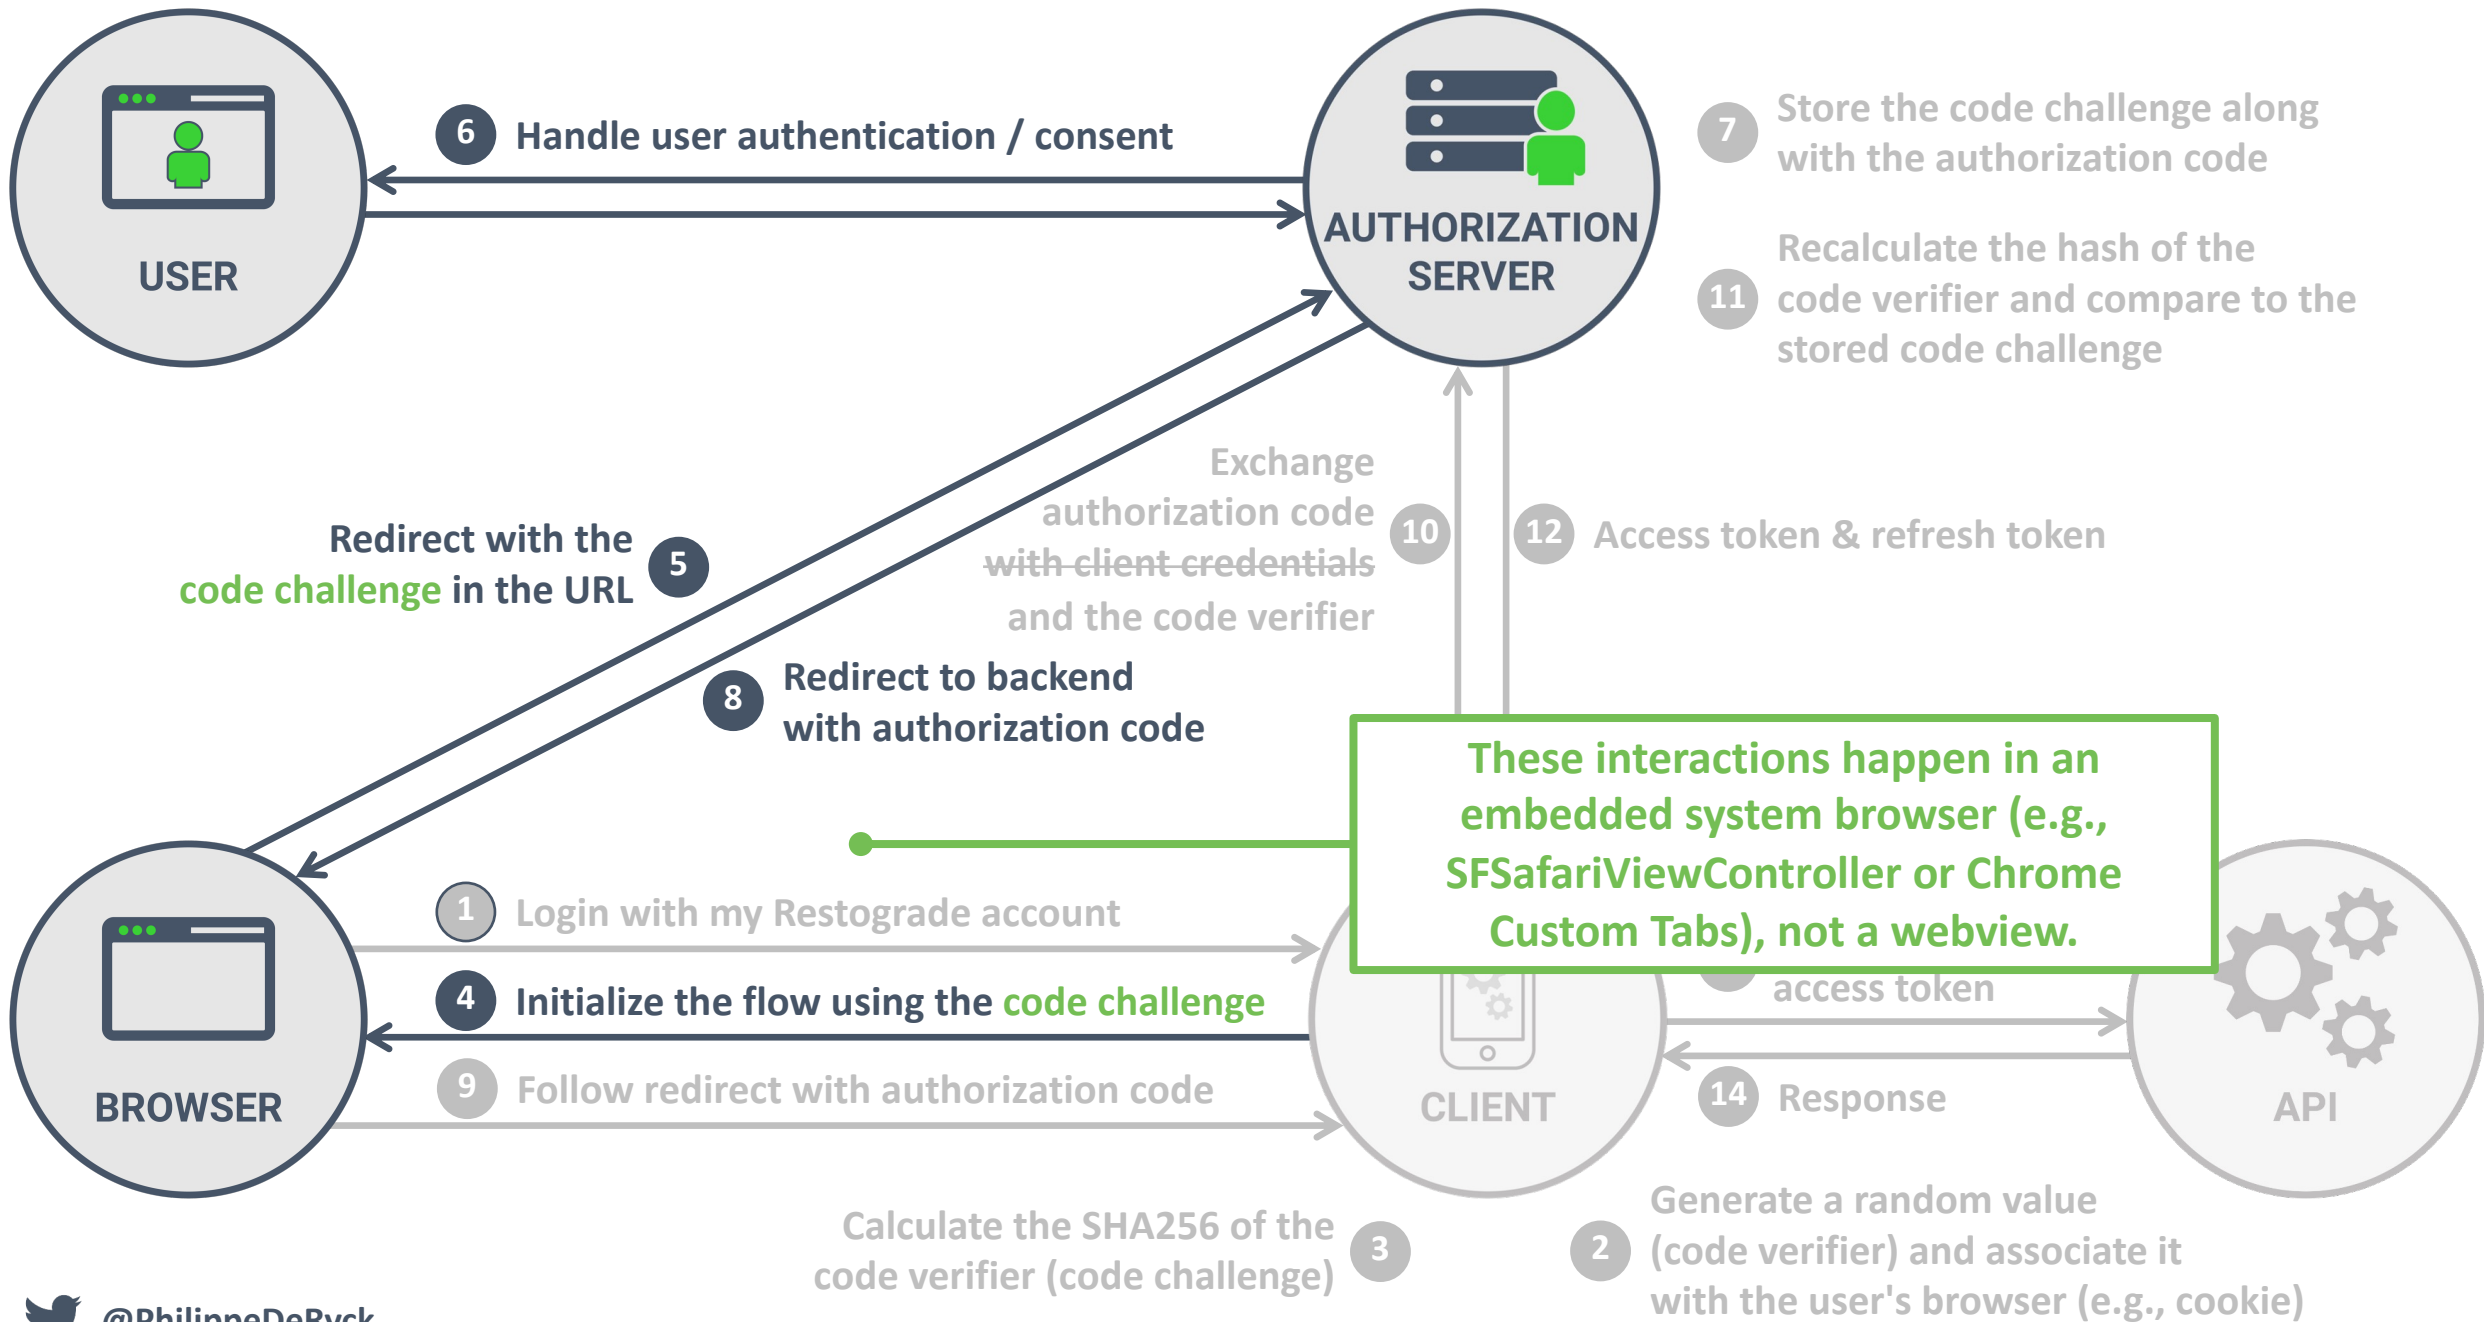 6 Handle user authentication / consent
USER
AUTHORIZATION
SERVER
7 Store the code challenge along
with the authorization code
11 Recalculate the hash of the
code verifier and compare to the
stored code challenge
5 Redirect with the
code challenge in the URL
8 Redirect to backend
with authorization code
10 Exchange
authorization code
with client credentials
and the code verifier
12 Access token & refresh token
These interactions happen in an
embedded system browser (e.g.,
SFSafariViewController or Chrome
Custom Tabs), not a webview.
1 Login with my Restograde account
4 Initialize the flow using the code challenge
9 Follow redirect with authorization code
BROWSER
CLIENT
access token
14 Response
API
3 Calculate the SHA256 of the
code verifier (code challenge)
2 Generate a random value
(code verifier) and associate it
with the user's browser (e.g., cookie)
@PhilippeDeRyck